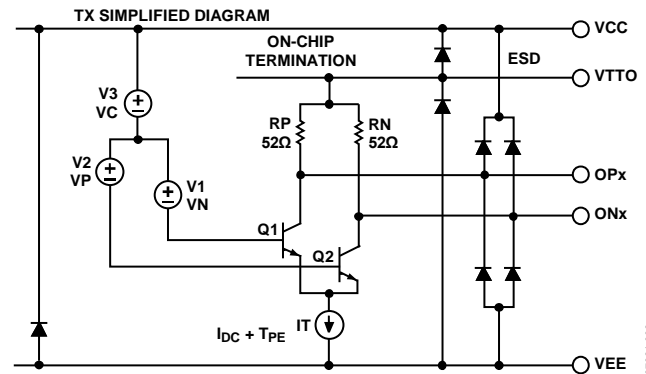 TX SIMPLIFIED DIAGRAM
VCC
ON-CHIP
TERMINATION
ESD
VTTO
V3
VC
RP
52Ω
RN
52Ω
V2
VP
V1
VN
OPx
ONx
Q1
Q2
IT
IDC + TPE
VEE